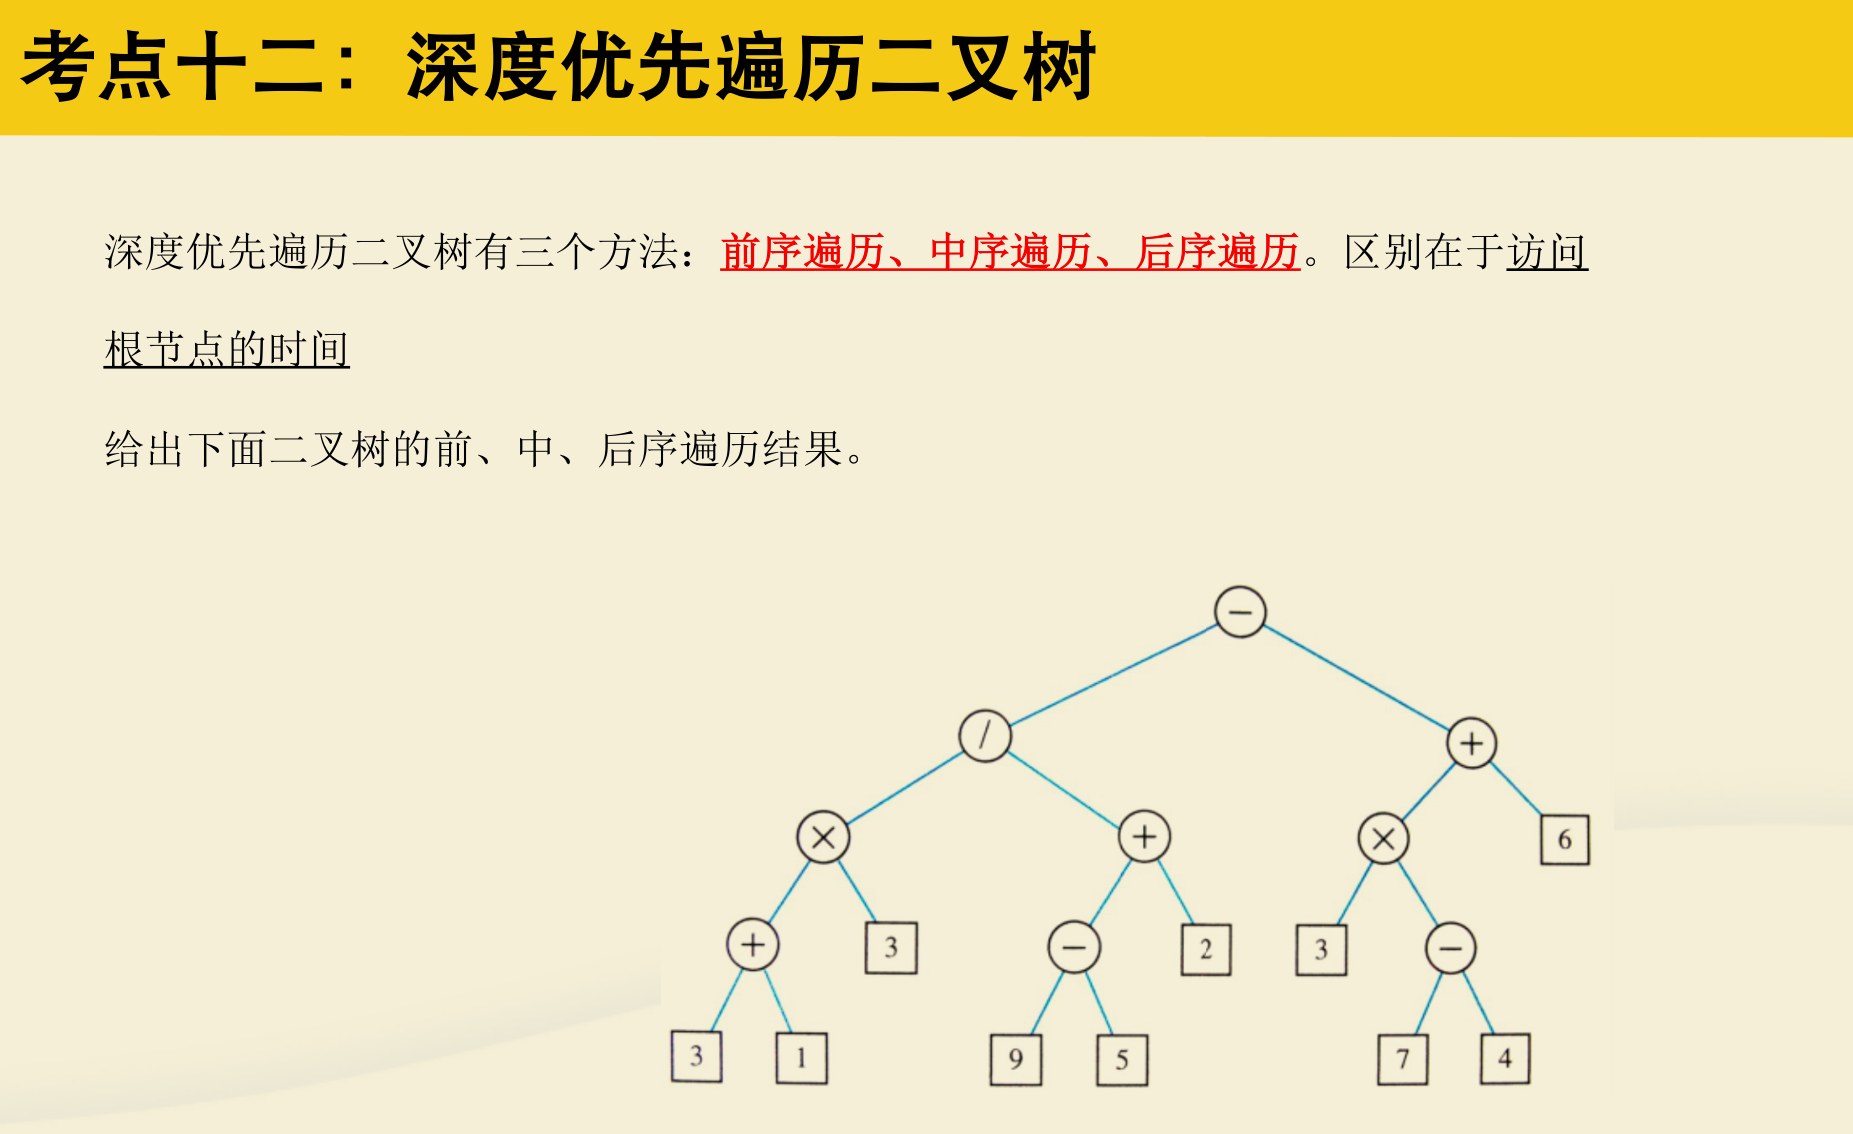 考点十二：深度优先遍历二叉树
深度优先遍历二叉树有三个方法：前序遍历、中序遍历、后序遍历。区别在于访问
根节点的时间
给出下面二叉树的前、中、后序遍历结果。
−
/ +
× + × 6
+ 3 − 2 3 −
3 1 9 5 7 4